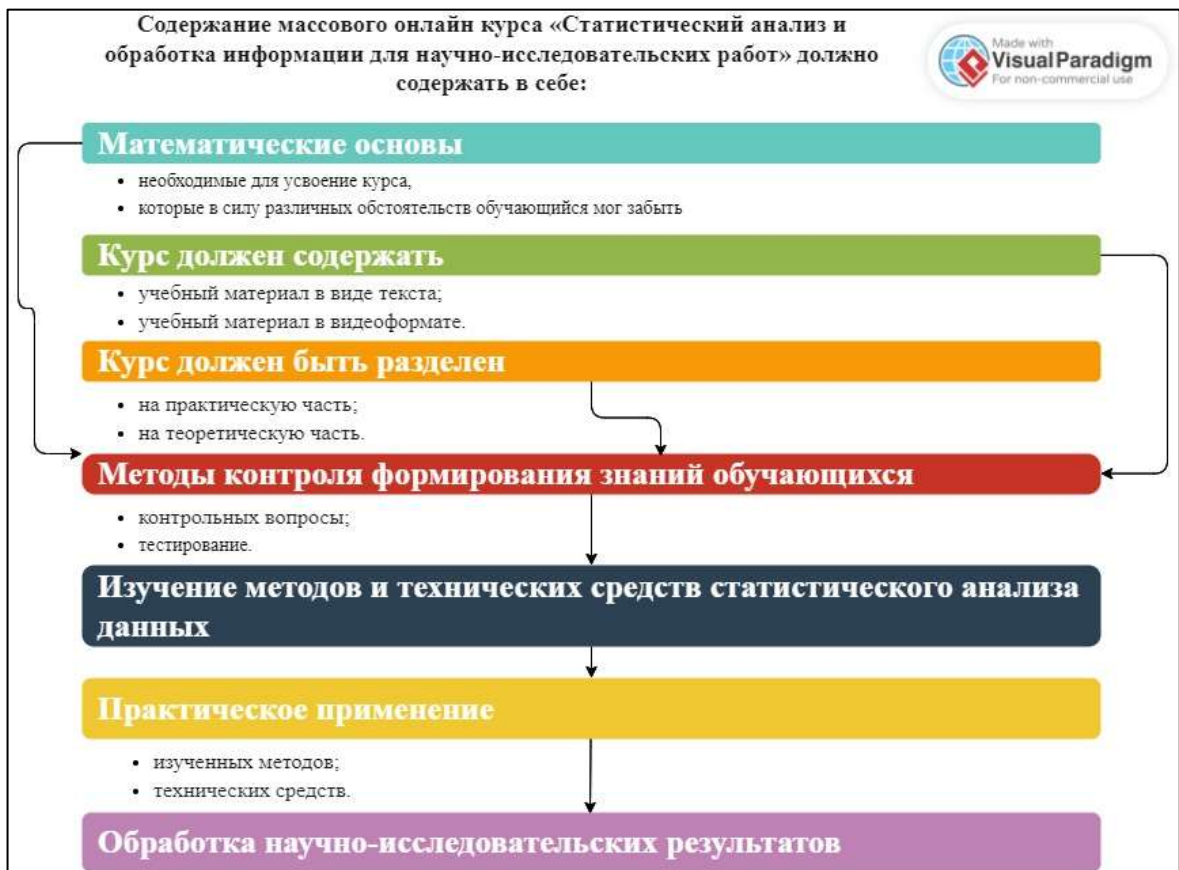 Содержание массового онлайн курса «Статистический анализ и
обработка информации для научно-исследовательских работ» должно
содержать в себе:
Made with
Visual Paradigm
For non-commercial use
Математические основы
• необходимые для усвоение курса,
• которые в силу различных обстоятельств обучающийся мог забыть
Курс должен содержать
• учебный материал в виде текста;
• учебный материал в видеоформате.
Курс должен быть разделен
• на практическую часть;
• на теоретическую часть.
Методы контроля формирования знаний обучающихся
• контрольных вопросы;
• тестирование.
Изучение методов и технических средств статистического анализа
данных
Практическое применение
• изученных методов;
• технических средств.
Обработка научно-исследовательских результатов